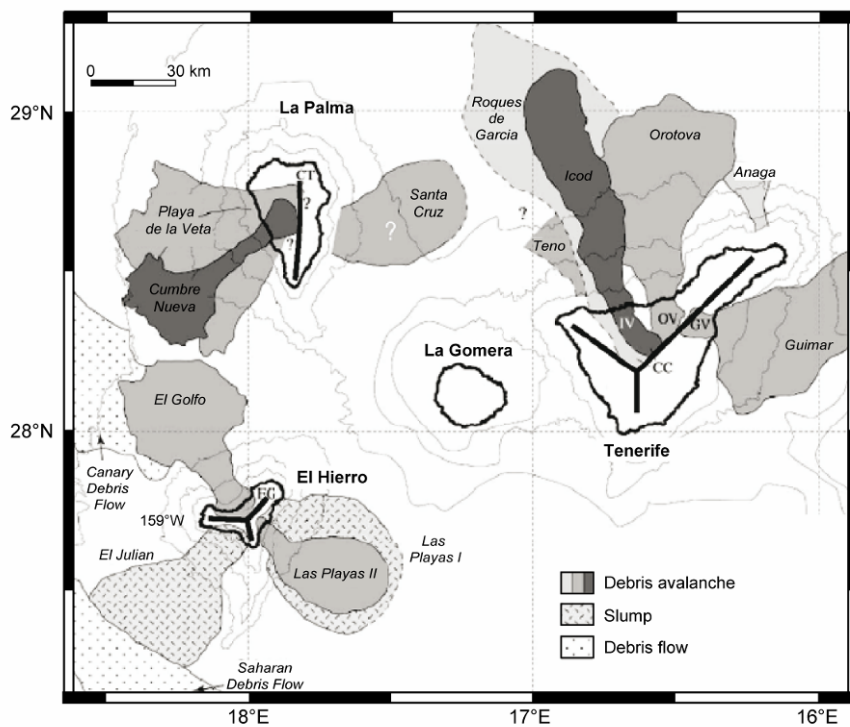 0 30 km
29°N
La Palma
CT
?
?
Playa
de la Veta
Cumbre
Nueva
Santa
Cruz
?
Roques
de
Garcia
Icod
Orotova
Anaga
?
Teno
IV
OV
GV
CC
Guimar
Tenerife
La Gomera
28°N
El Golfo
Canary
Debris
Flow
El Hierro
EG
159°W
El Julian
Las
Playas I
Las Playas II
Saharan
Debris Flow
Debris avalanche
Slump
Debris flow
18°E
17°E
16°E